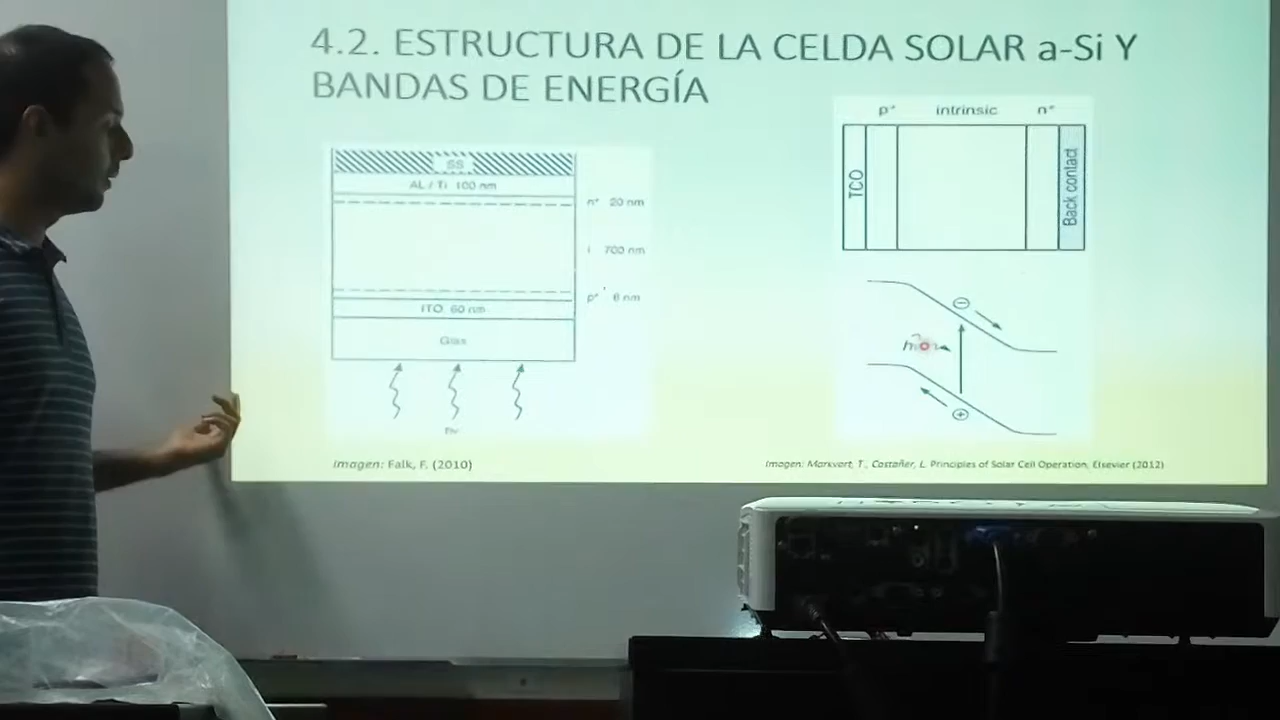 4.2. ESTRUCTURA DE LA CELDA SOLAR a-Si Y
BANDAS DE ENERGÍA
SS
AL / Ti 100 nm
n⁺ 20 nm
i 700 nm
p⁺ 6 nm
ITO 60 nm
Glas
hν
Imagen: Falk, F. (2010)
p⁺ intrinsic n⁺
TCO
Back contact
Imagen: Markvart, T., Castañer, L. Principles of Solar Cell Operation, Elsevier (2012)